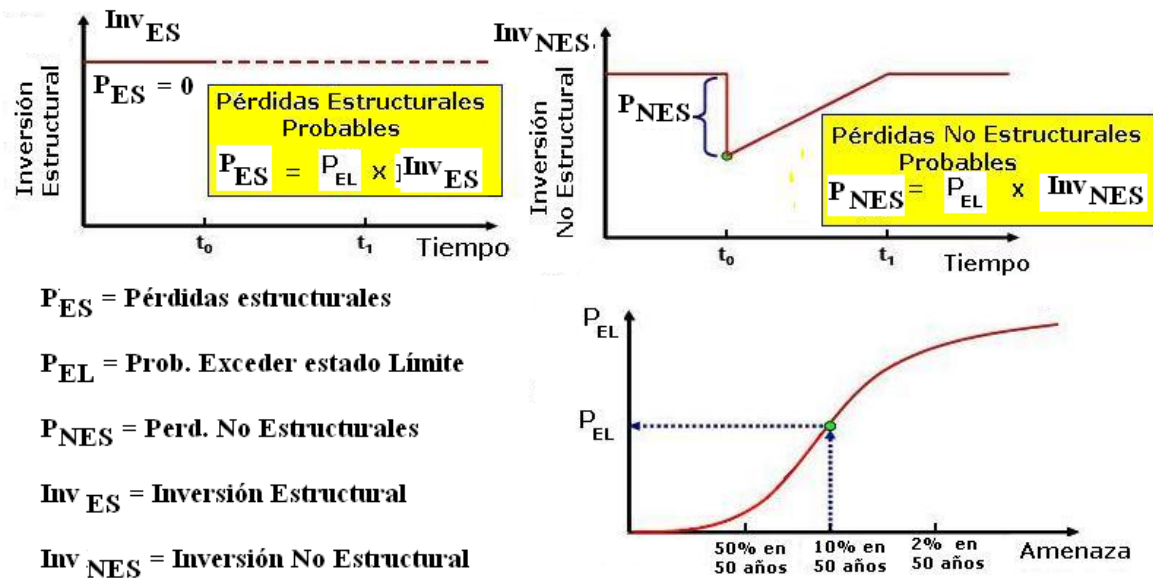 Inv ES
Inversión
Estructural
P ES = 0
Pérdidas Estructurales
Probables
P ES = P EL x Inv ES
t0
t1
Tiempo
Inv NES
Inversión
No Estructural
P NES
Pérdidas No Estructurales
Probables
P NES = P EL x Inv NES
t0
t1
Tiempo
P ES = Pérdidas estructurales
P EL = Prob. Exceder estado Límite
P NES = Perd. No Estructurales
Inv ES = Inversión Estructural
Inv NES = Inversión No Estructural
P EL
P EL
50% en
50 años
10% en
50 años
2% en
50 años
Amenaza